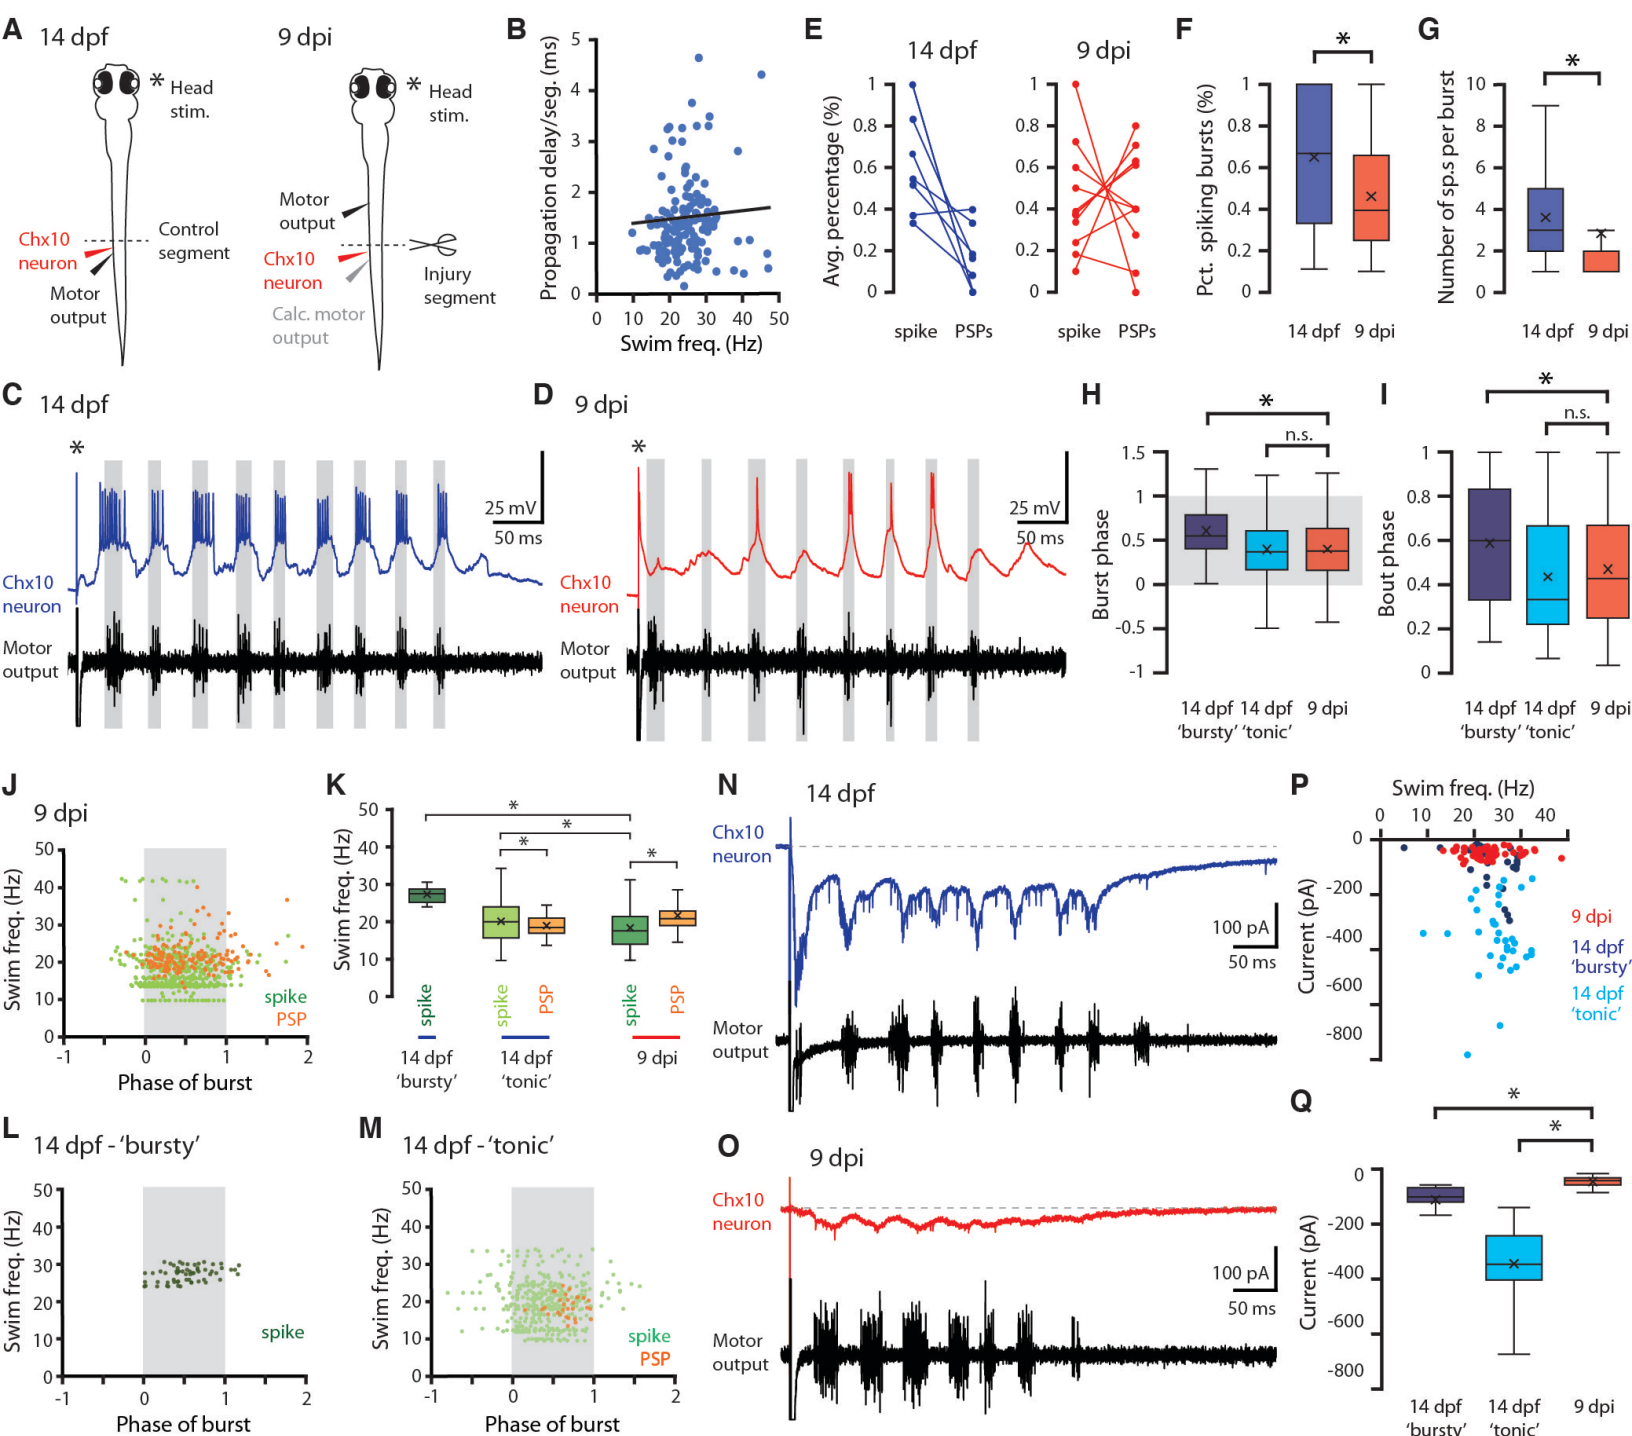 A
14 dpf
9 dpi
*
Head
stim.
*
Head
stim.
Motor
output
Control
segment
Chx10
neuron
Motor
output
Chx10
neuron
Injury
segment
Calc. motor
output
B
Propagation delay/seg. (ms)
5
4
3
2
1
0
0 10 20 30 40 50
Swim freq. (Hz)
E
14 dpf
9 dpi
Avg. percentage (%)
1
0.8
0.6
0.4
0.2
0
spike PSPs
1
0.8
0.6
0.4
0.2
0
spike PSPs
F
*
Pct. spiking bursts (%)
1
0.8
0.6
0.4
0.2
0
14 dpf 9 dpi
G
*
Number of sp.s per burst
10
8
6
4
2
0
14 dpf 9 dpi
C
14 dpf
*
25 mV
50 ms
Chx10
neuron
Motor
output
D
9 dpi
*
25 mV
50 ms
Chx10
neuron
Motor
output
H
*
n.s.
Burst phase
1.5
1
0.5
0
-0.5
-1
14 dpf 14 dpf 9 dpi
‘bursty’ ‘tonic’
I
*
n.s.
Bout phase
1
0.8
0.6
0.4
0.2
0
14 dpf 14 dpf 9 dpi
‘bursty’ ‘tonic’
J
9 dpi
Swim freq. (Hz)
50
40
30
20
10
0
spike
PSP
-1 0 1 2
Phase of burst
K
Swim freq. (Hz)
50
40
30
20
10
0
*
*
*
*
spike
spike
PSP
spike
PSP
14 dpf
‘bursty’
14 dpf
‘tonic’
9 dpi
L
14 dpf - ‘bursty’
Swim freq. (Hz)
50
40
30
20
10
0
spike
-1 0 1 2
Phase of burst
M
14 dpf - ‘tonic’
Swim freq. (Hz)
50
40
30
20
10
0
spike
PSP
-1 0 1 2
Phase of burst
N
14 dpf
Chx10
neuron
100 pA
50 ms
Motor
output
O
9 dpi
Chx10
neuron
100 pA
50 ms
Motor
output
P
Swim freq. (Hz)
0 10 20 30 40
0
-200
-400
-600
-800
Current (pA)
9 dpi
14 dpf
‘bursty’
14 dpf
‘tonic’
Q
*
*
Current (pA)
0
-200
-400
-600
-800
14 dpf 14 dpf 9 dpi
‘bursty’ ‘tonic’